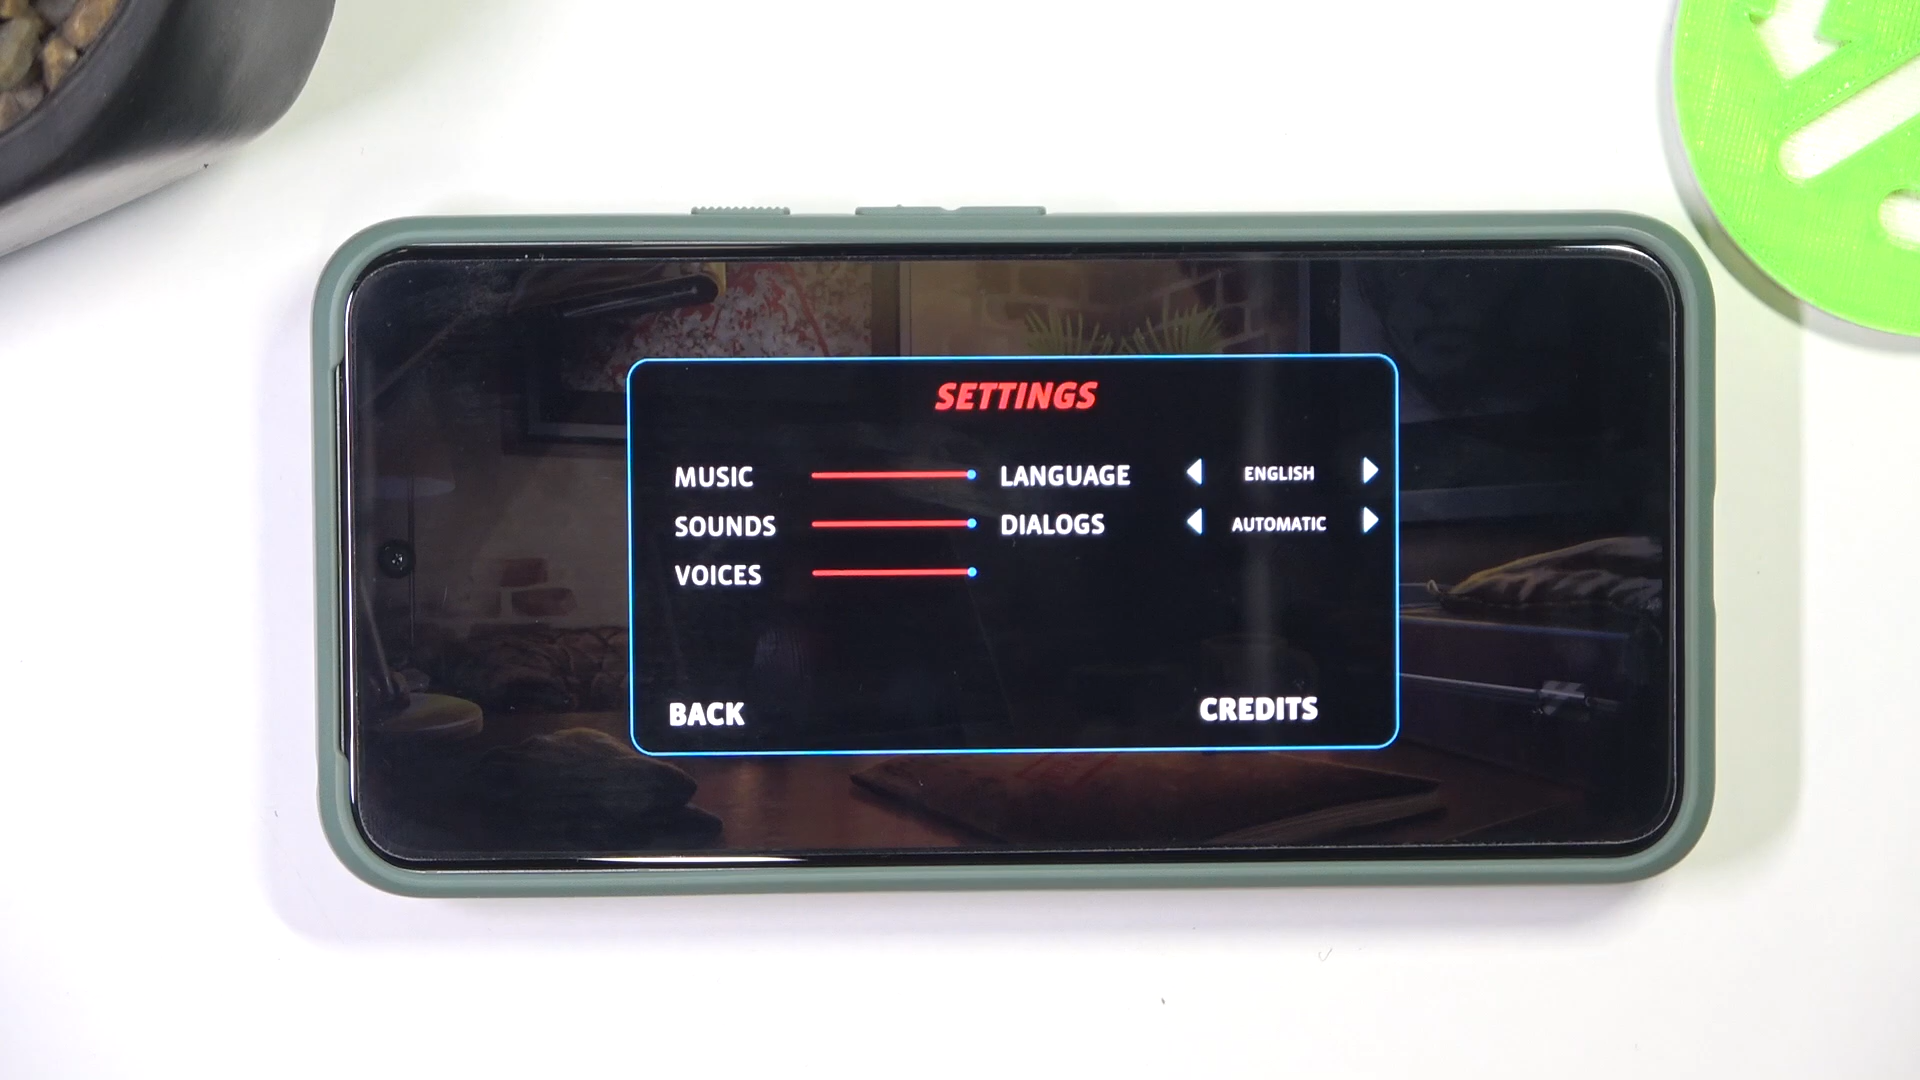 SETTINGS
MUSIC
SOUNDS
VOICES
LANGUAGE ENGLISH
DIALOGS AUTOMATIC
BACK
CREDITS